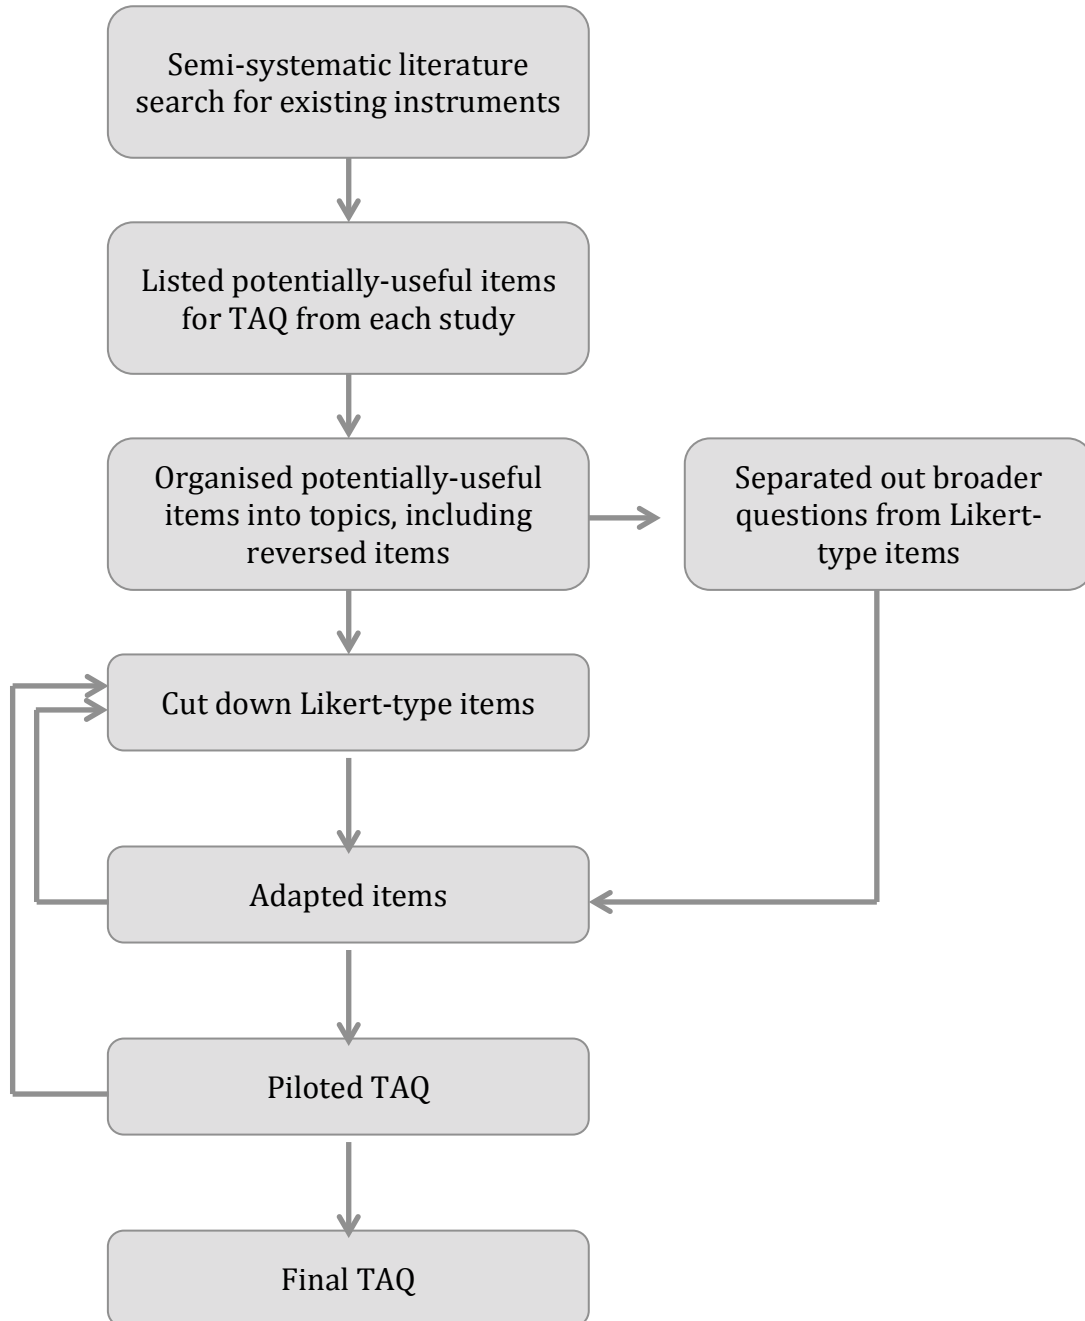 Semi-systematic literature
search for existing instruments
Listed potentially-useful items
for TAQ from each study
Organised potentially-useful
items into topics, including
reversed items
Separated out broader
questions from Likert-
type items
Cut down Likert-type items
Adapted items
Piloted TAQ
Final TAQ